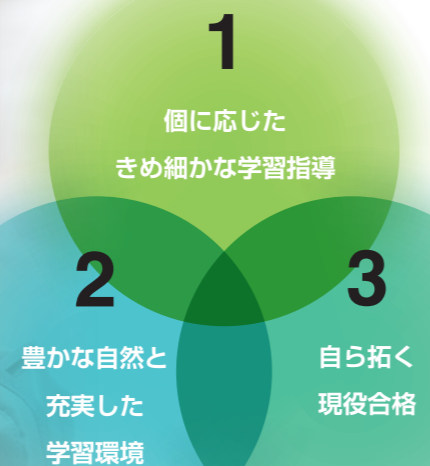 1
個に応じた
きめ細かな学習指導
2
豊かな自然と
充実した
学習環境
3
自ら拓く
現役合格